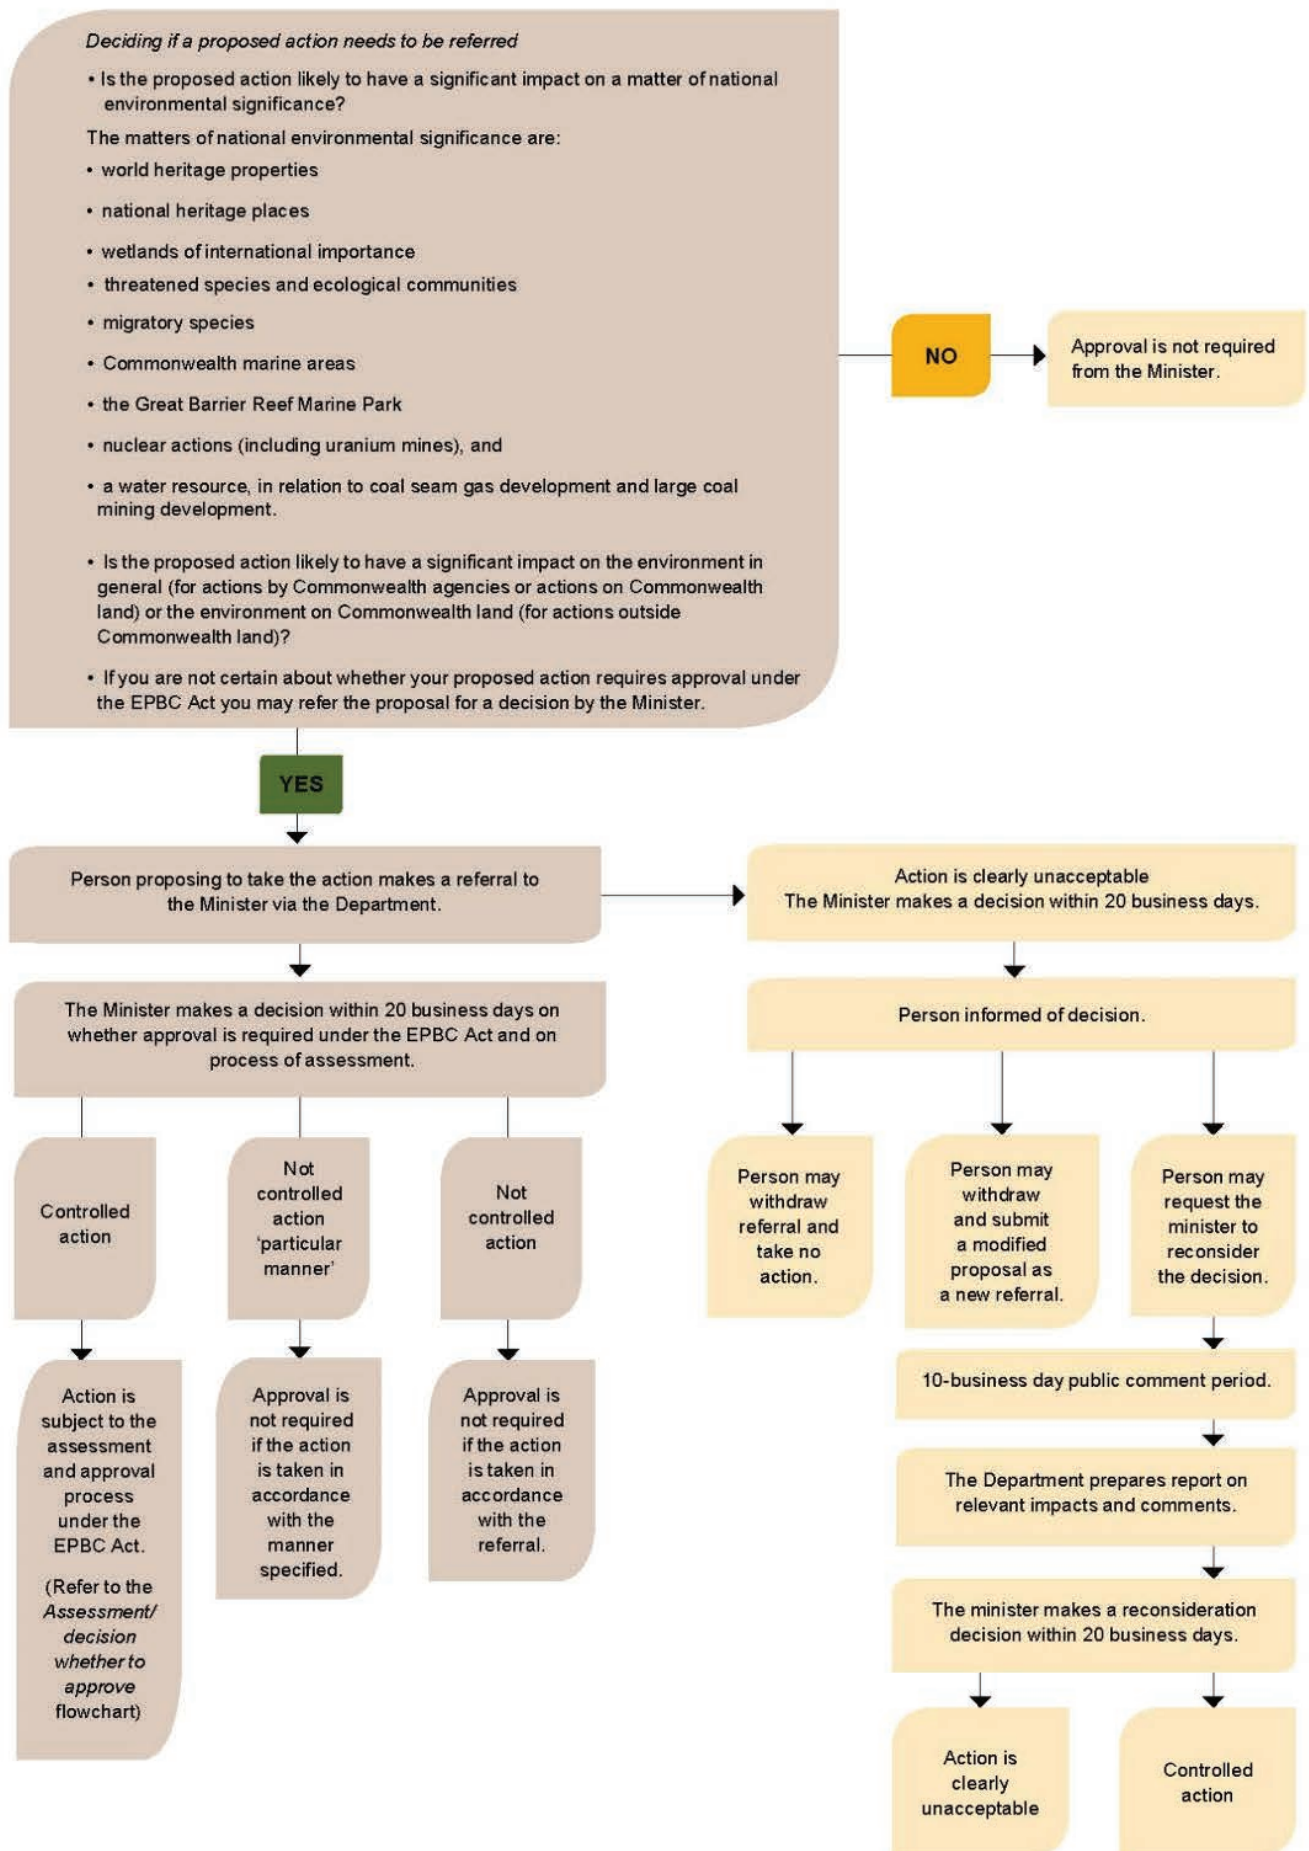 Deciding if a proposed action needs to be referred
• Is the proposed action likely to have a significant impact on a matter of national
environmental significance?
The matters of national environmental significance are:
• world heritage properties
• national heritage places
• wetlands of international importance
• threatened species and ecological communities
• migratory species
• Commonwealth marine areas
• the Great Barrier Reef Marine Park
• nuclear actions (including uranium mines), and
• a water resource, in relation to coal seam gas development and large coal
mining development.
• Is the proposed action likely to have a significant impact on the environment in
general (for actions by Commonwealth agencies or actions on Commonwealth
land) or the environment on Commonwealth land (for actions outside
Commonwealth land)?
• If you are not certain about whether your proposed action requires approval under
the EPBC Act you may refer the proposal for a decision by the Minister.
NO
Approval is not required
from the Minister.
YES
Person proposing to take the action makes a referral to
the Minister via the Department.
Action is clearly unacceptable
The Minister makes a decision within 20 business days.
The Minister makes a decision within 20 business days on
whether approval is required under the EPBC Act and on
process of assessment.
Person informed of decision.
Controlled
action
Not
controlled
action
‘particular
manner’
Not
controlled
action
Person may
withdraw
referral and
take no
action.
Person may
withdraw
and submit
a modified
proposal as
a new referral.
Person may
request the
minister to
reconsider
the decision.
Action is
subject to the
assessment
and approval
process
under the
EPBC Act.
(Refer to the
Assessment/
decision
whether to
approve
flowchart)
Approval is
not required
if the action
is taken in
accordance
with the
manner
specified.
Approval is
not required
if the action
is taken in
accordance
with the
referral.
10-business day public comment period.
The Department prepares report on
relevant impacts and comments.
The minister makes a reconsideration
decision within 20 business days.
Action is
clearly
unacceptable
Controlled
action